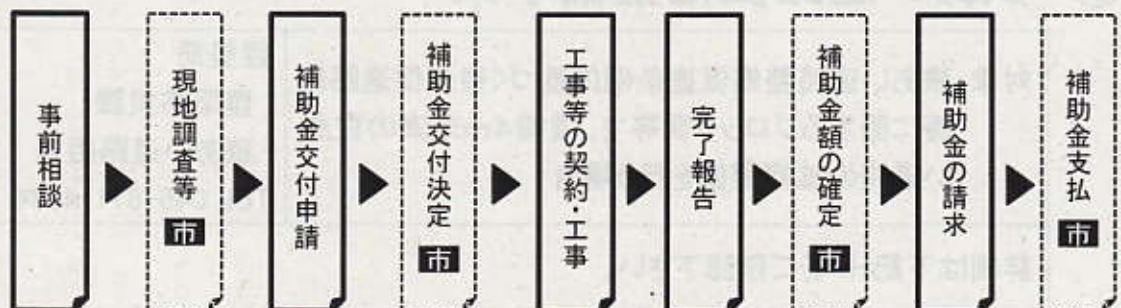 事前相談
現地調査等 市
補助金交付申請
補助金交付決定 市
工事等の契約・工事
完了報告
補助金額の確定 市
補助金の請求
補助金支払 市